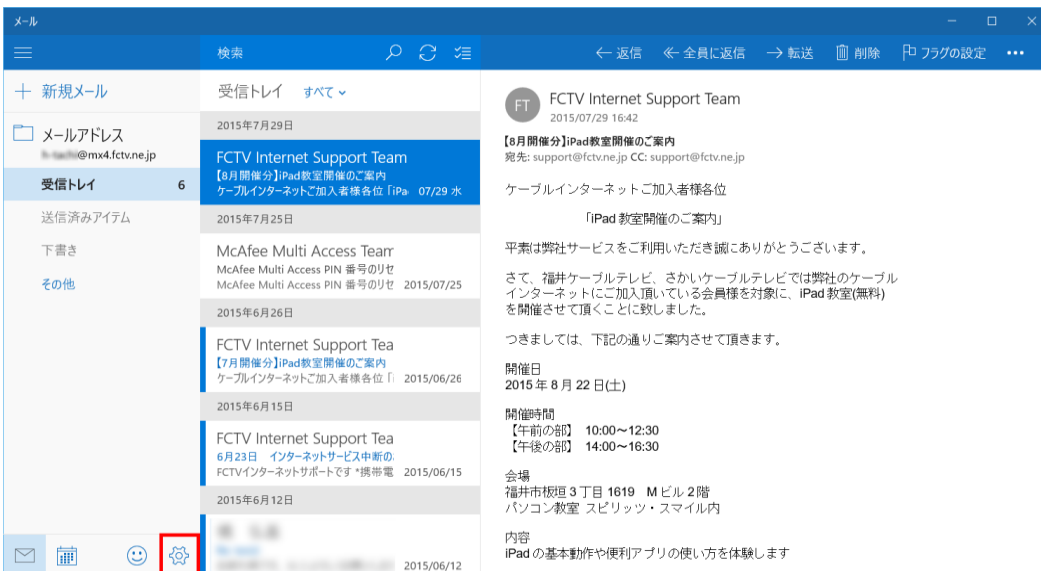 メール
検索
返信
全員に返信
転送
削除
フラグの設定
新規メール
メールアドレス
@mx4.fctv.ne.jp
受信トレイ 6
送信済みアイテム
下書き
その他
受信トレイ すべて
2015年7月29日
FCTV Internet Support Team
【8月開催分】iPad教室開催のご案内
ケーブルインターネットご加入者様各位「iPa 07/29 水
2015年7月25日
McAfee Multi Access Team
McAfee Multi Access PIN 番号のリセ
McAfee Multi Access PIN 番号のリセ 2015/07/25
2015年6月26日
FCTV Internet Support Tea
【7月開催分】iPad教室開催のご案内
ケーブルインターネットご加入者様各位「i 2015/06/26
2015年6月15日
FCTV Internet Support Tea
6月23日 インターネットサービス中断の
FCTVインターネットサポートです *携帯電 2015/06/15
2015年6月12日
2015/06/12
FT
FCTV Internet Support Team
2015/07/29 16:42
【8月開催分】iPad教室開催のご案内
宛先: support@fctv.ne.jp CC: support@fctv.ne.jp
ケーブルインターネットご加入者様各位
「iPad 教室開催のご案内」
平素は弊社サービスをご利用いただき誠にありがとうございます。
さて、福井ケーブルテレビ、さかいケーブルテレビでは弊社のケーブル
インターネットにご加入頂いている会員様を対象に、iPad 教室(無料)
を開催させて頂くことに致しました。
つきましては、下記の通りご案内させて頂きます。
開催日
2015 年 8 月 22 日(土)
開催時間
【午前の部】 10:00〜12:30
【午後の部】 14:00〜16:30
会場
福井市板垣 3 丁目 1619 M ビル 2 階
パソコン教室 スピリッツ・スマイル内
内容
iPad の基本動作や便利アプリの使い方を体験します